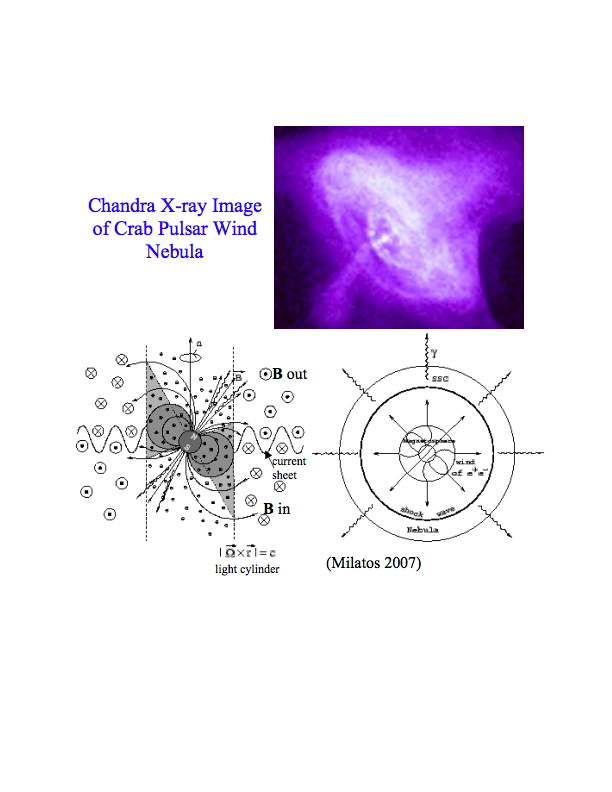 Chandra X-ray Image
of Crab Pulsar Wind
Nebula
B out
current
sheet
B in
| Ω × r | = c
light cylinder
γ
SSC
Magnetosphere
wind
of e⁺e⁻
shock wave
Nebula
(Milatos 2007)